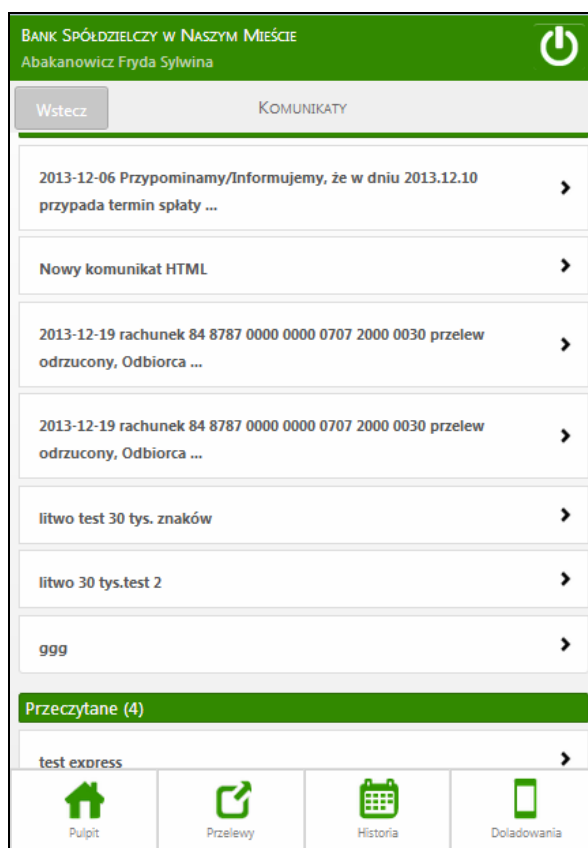 Bank Spółdzielczy w Naszym Mieście
Abakanowicz Fryda Sylwina
Wstecz
Komunikaty
2013-12-06 Przypominamy/Informujemy, że w dniu 2013.12.10
przypada termin spłaty ...
Nowy komunikat HTML
2013-12-19 rachunek 84 8787 0000 0000 0707 2000 0030 przelew
odrzucony, Odbiorca ...
2013-12-19 rachunek 84 8787 0000 0000 0707 2000 0030 przelew
odrzucony, Odbiorca ...
litwo test 30 tys. znaków
litwo 30 tys.test 2
ggg
Przeczytane (4)
test express
Pulpit
Przelewy
Historia
Doladowania